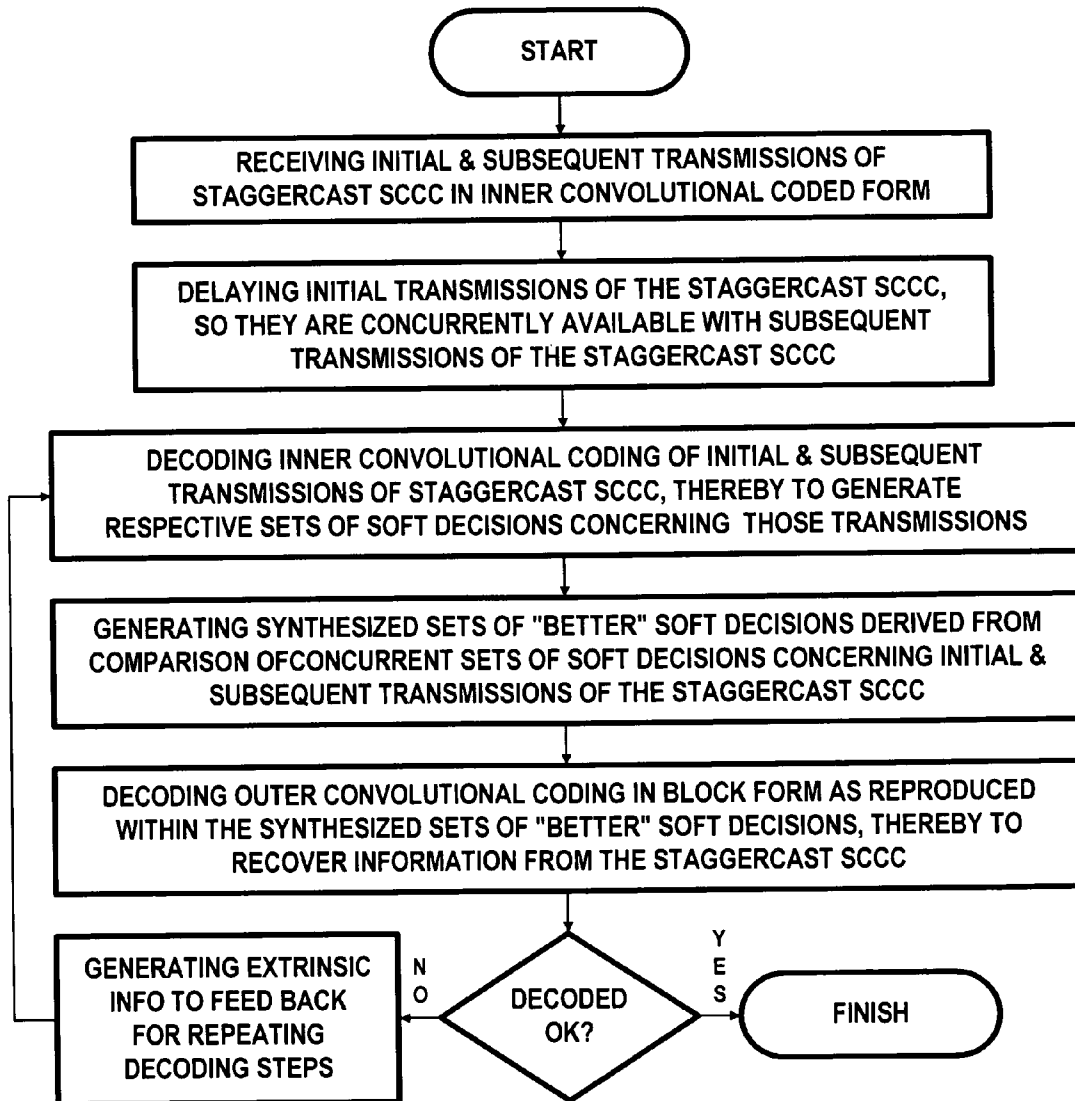 START
RECEIVING INITIAL & SUBSEQUENT TRANSMISSIONS OF
STAGGERCAST SCCC IN INNER CONVOLUTIONAL CODED FORM
DELAYING INITIAL TRANSMISSIONS OF THE STAGGERCAST SCCC,
SO THEY ARE CONCURRENTLY AVAILABLE WITH SUBSEQUENT
TRANSMISSIONS OF THE STAGGERCAST SCCC
DECODING INNER CONVOLUTIONAL CODING OF INITIAL & SUBSEQUENT
TRANSMISSIONS OF STAGGERCAST SCCC, THEREBY TO GENERATE
RESPECTIVE SETS OF SOFT DECISIONS CONCERNING THOSE TRANSMISSIONS
GENERATING SYNTHESIZED SETS OF "BETTER" SOFT DECISIONS DERIVED FROM
COMPARISON OFCONCURRENT SETS OF SOFT DECISIONS CONCERNING INITIAL &
SUBSEQUENT TRANSMISSIONS OF THE STAGGERCAST SCCC
DECODING OUTER CONVOLUTIONAL CODING IN BLOCK FORM AS REPRODUCED
WITHIN THE SYNTHESIZED SETS OF "BETTER" SOFT DECISIONS, THEREBY TO
RECOVER INFORMATION FROM THE STAGGERCAST SCCC
GENERATING EXTRINSIC
INFO TO FEED BACK
FOR REPEATING
DECODING STEPS
NO
DECODED
OK?
YES
FINISH